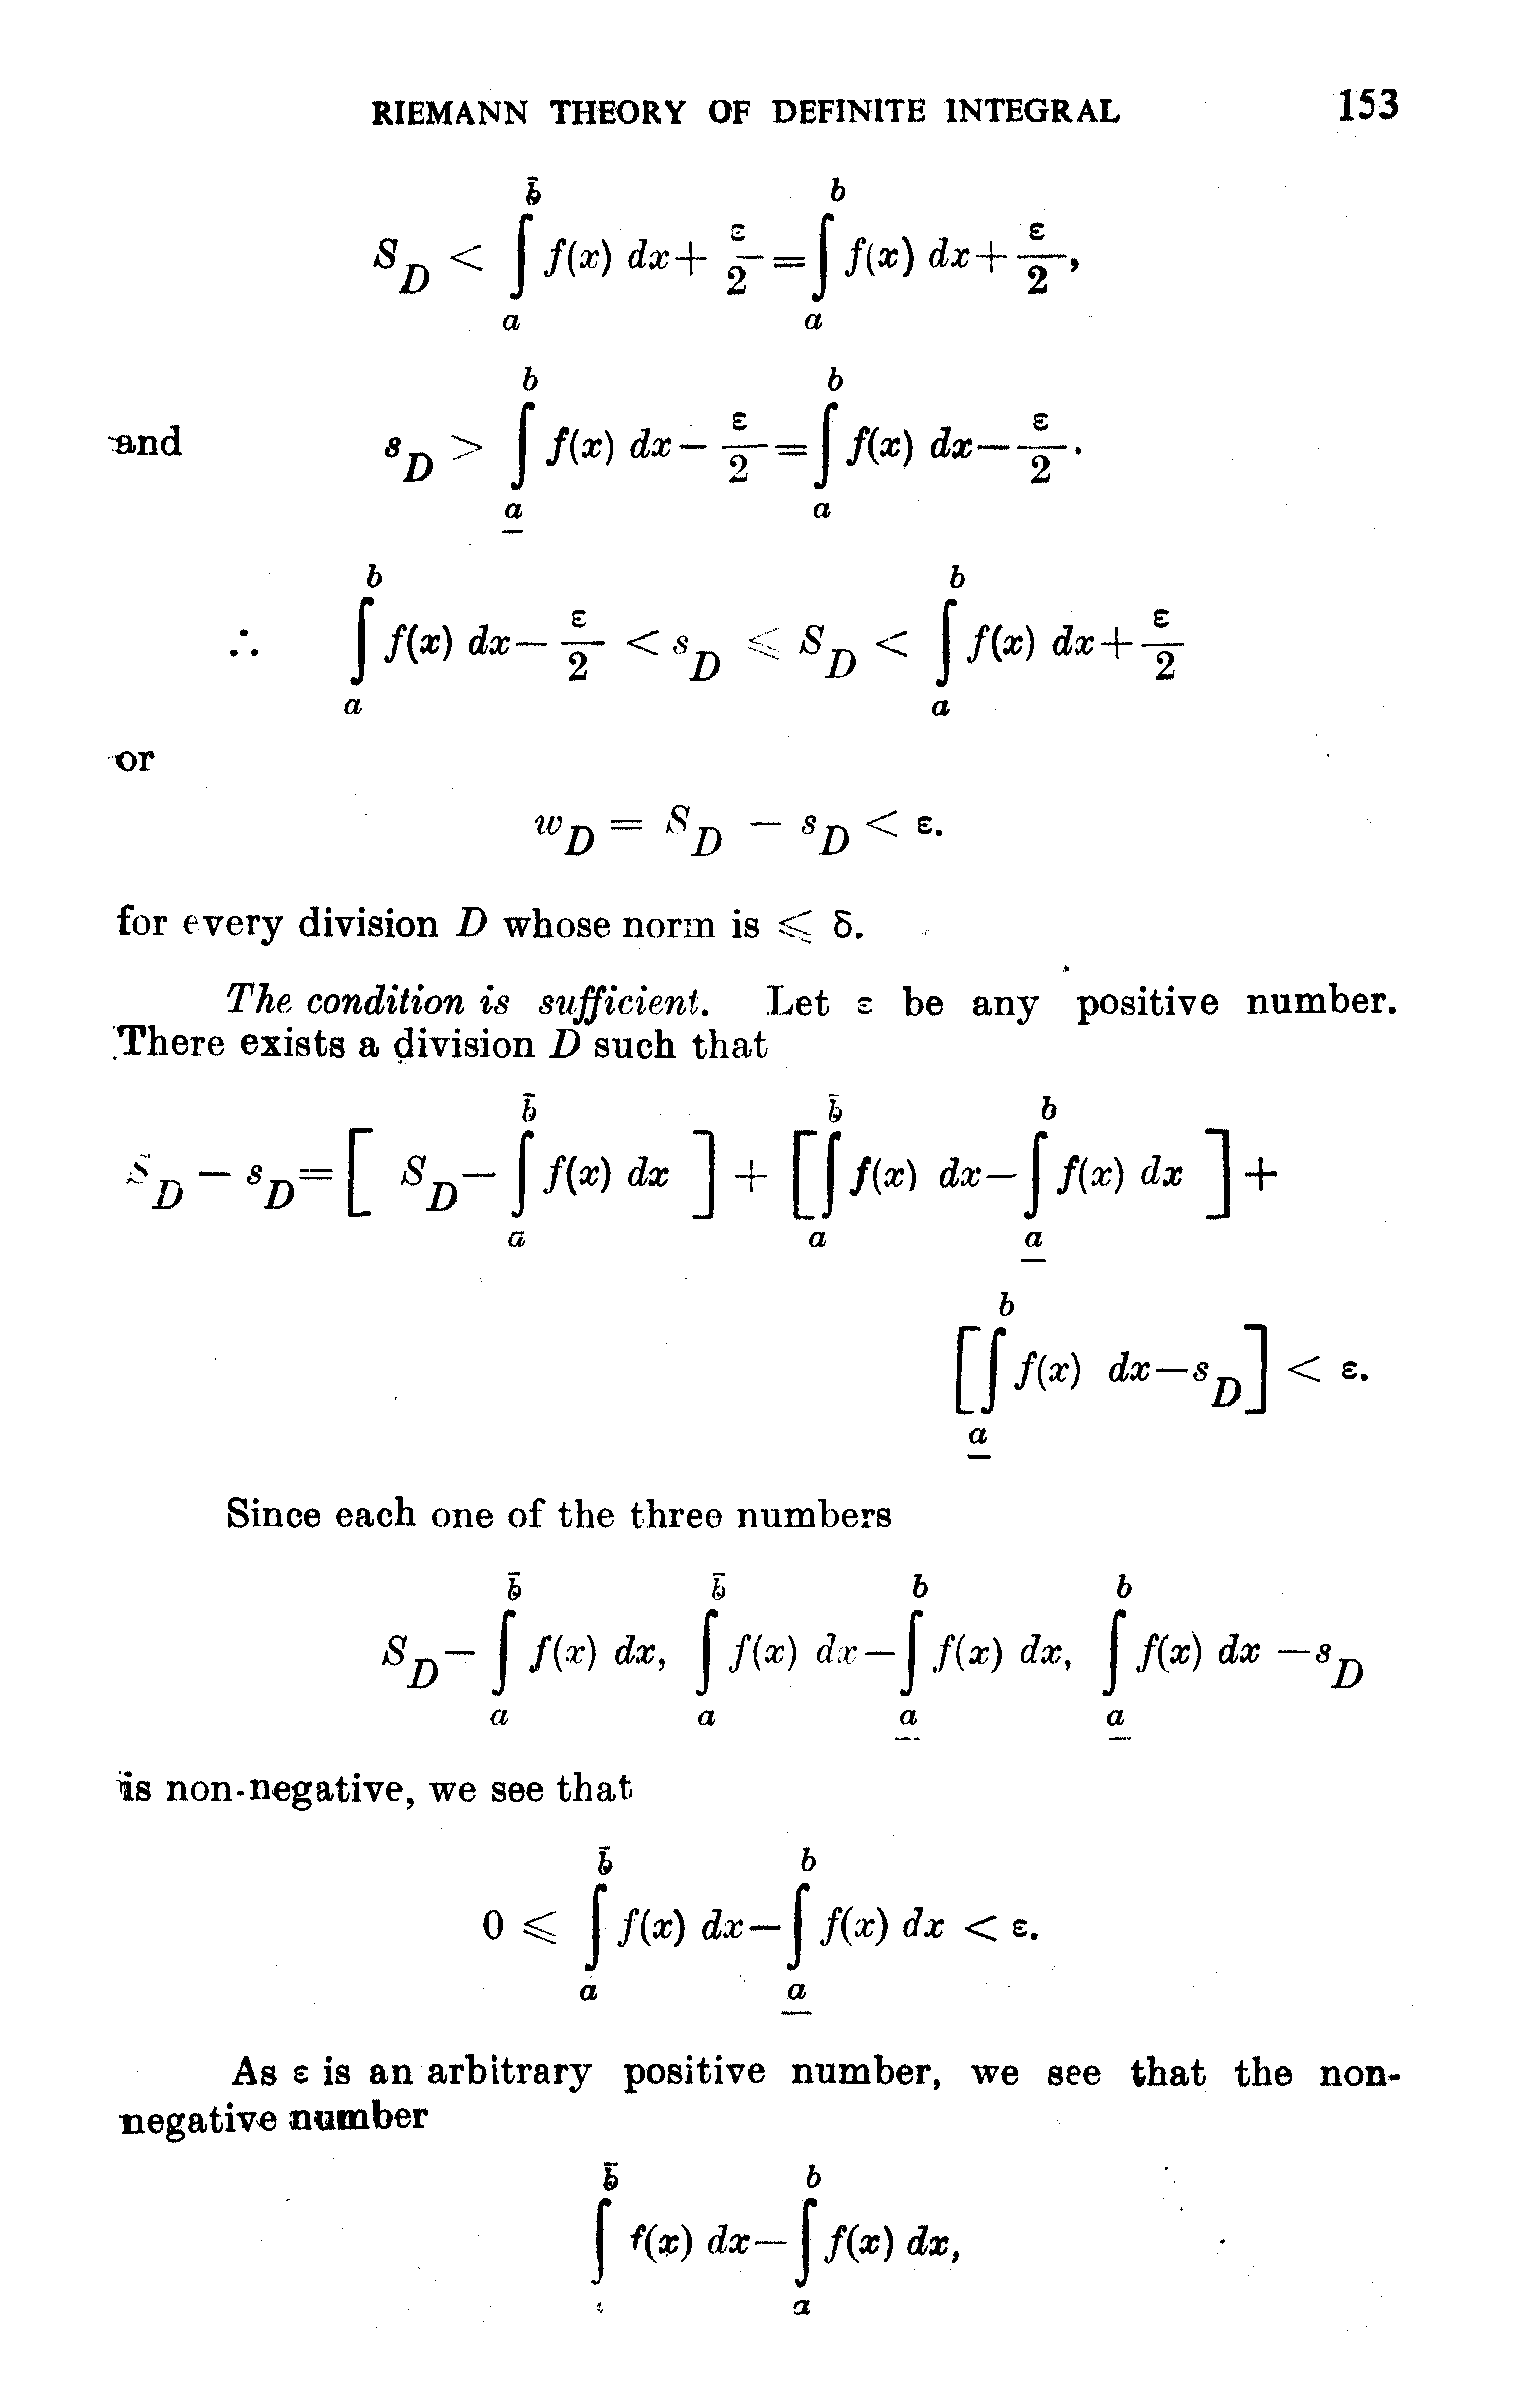 RIEMANN THEORY OF DEFINITE INTEGRAL 153
$S_D < \int_a^{\bar{b}} f(x)\ dx + \frac{\varepsilon}{2} = \int_a^b f(x)\ dx + \frac{\varepsilon}{2},$
and $s_D > \int_{\underline{a}}^b f(x)\ dx - \frac{\varepsilon}{2} = \int_a^b f(x)\ dx - \frac{\varepsilon}{2}.$
$\therefore \int_a^b f(x)\ dx - \frac{\varepsilon}{2} < s_D \leqslant S_D < \int_a^b f(x)\ dx + \frac{\varepsilon}{2}$
or
$w_D = S_D - s_D < \varepsilon.$
for every division D whose norm is $\leqslant$ δ.
The condition is sufficient. Let ε be any positive number.
There exists a division D such that
$S_D - s_D = \left[ S_D - \int_a^{\bar{b}} f(x)\ dx \right] + \left[ \int_a^{\bar{b}} f(x)\ dx - \int_{\underline{a}}^b f(x)\ dx \right] +$
$\left[ \int_{\underline{a}}^b f(x)\ dx - s_D \right] < \varepsilon.$
Since each one of the three numbers
$S_D - \int_a^{\bar{b}} f(x)\ dx, \int_a^{\bar{b}} f(x)\ dx - \int_{\underline{a}}^b f(x)\ dx, \int_{\underline{a}}^b f(x)\ dx - s_D$
is non-negative, we see that
$0 \leqslant \int_a^{\bar{b}} f(x)\ dx - \int_{\underline{a}}^b f(x)\ dx < \varepsilon.$
As ε is an arbitrary positive number, we see that the non-
negative number
$\int^{\bar{b}} f(x)\ dx - \int_a^b f(x)\ dx,$